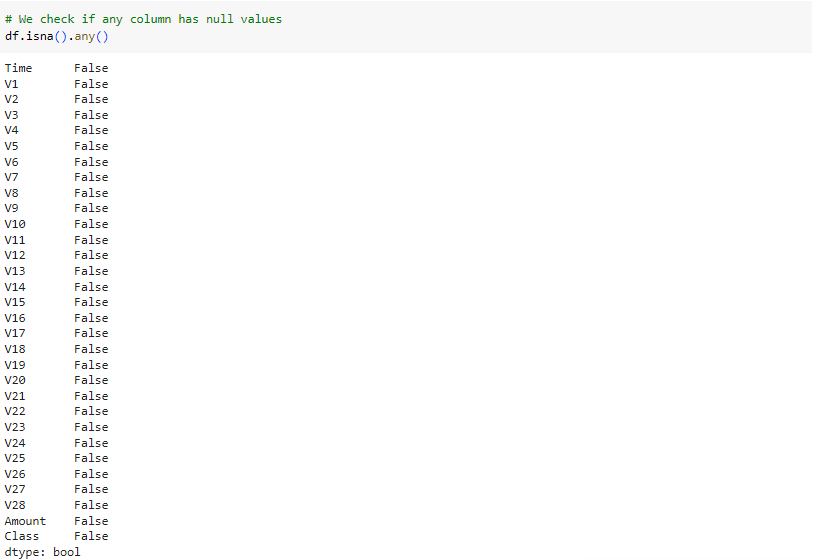 # We check if any column has null values
df.isna().any()
Time False
V1 False
V2 False
V3 False
V4 False
V5 False
V6 False
V7 False
V8 False
V9 False
V10 False
V11 False
V12 False
V13 False
V14 False
V15 False
V16 False
V17 False
V18 False
V19 False
V20 False
V21 False
V22 False
V23 False
V24 False
V25 False
V26 False
V27 False
V28 False
Amount False
Class False
dtype: bool